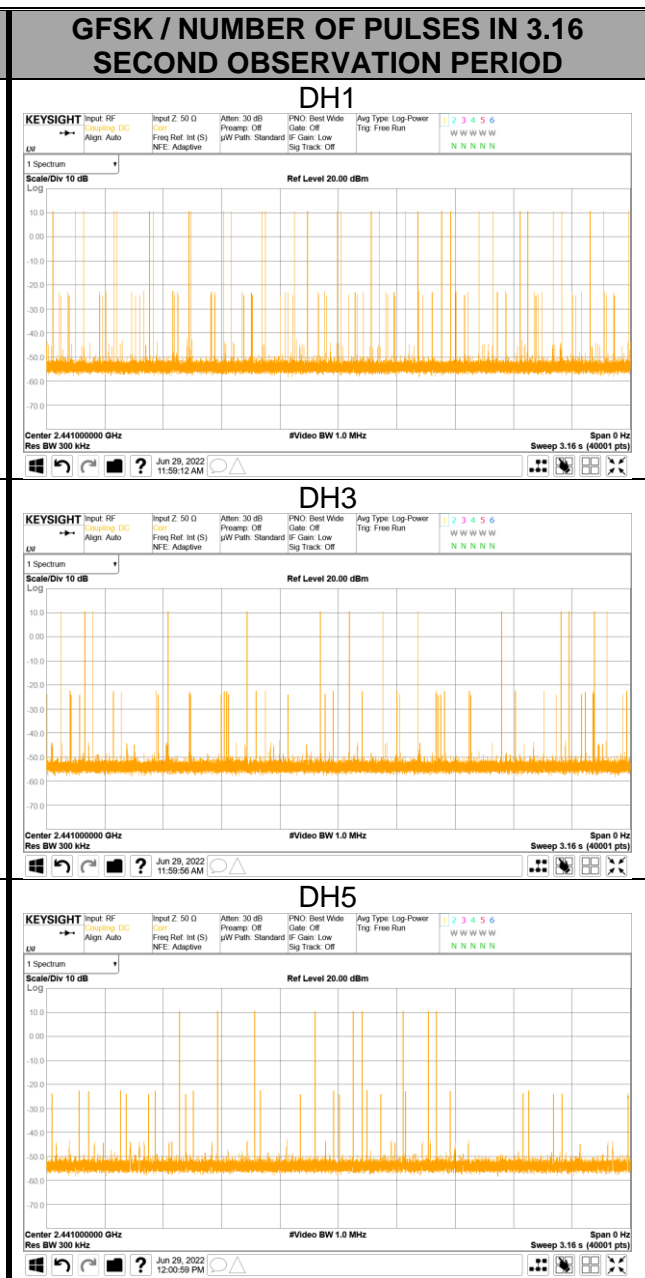 GFSK / NUMBER OF PULSES IN 3.16
SECOND OBSERVATION PERIOD
DH1
KEYSIGHT Input: RF Input Z: 50 Ω Atten: 30 dB PNO: Best Wide Avg Type: Log-Power 1 2 3 4 5 6
Coupling: DC Corr Preamp: Off Gate: Off Trig: Free Run
Align: Auto Freq Ref: Int (S) µW Path: Standard IF Gain: Low W W W W W
LXI NFE: Adaptive Sig Track: Off N N N N N
1 Spectrum
Scale/Div 10 dB Ref Level 20.00 dBm
Log
10.0
0.00
-10.0
-20.0
-30.0
-40.0
-50.0
-60.0
-70.0
Center 2.441000000 GHz #Video BW 1.0 MHz Span 0 Hz
Res BW 300 kHz Sweep 3.16 s (40001 pts)
? Jun 29, 2022
11:59:12 AM
DH3
KEYSIGHT Input: RF Input Z: 50 Ω Atten: 30 dB PNO: Best Wide Avg Type: Log-Power 1 2 3 4 5 6
Coupling: DC Corr Preamp: Off Gate: Off Trig: Free Run
Align: Auto Freq Ref: Int (S) µW Path: Standard IF Gain: Low W W W W W
LXI NFE: Adaptive Sig Track: Off N N N N N
1 Spectrum
Scale/Div 10 dB Ref Level 20.00 dBm
Log
10.0
0.00
-10.0
-20.0
-30.0
-40.0
-50.0
-60.0
-70.0
Center 2.441000000 GHz #Video BW 1.0 MHz Span 0 Hz
Res BW 300 kHz Sweep 3.16 s (40001 pts)
? Jun 29, 2022
11:59:56 AM
DH5
KEYSIGHT Input: RF Input Z: 50 Ω Atten: 30 dB PNO: Best Wide Avg Type: Log-Power 1 2 3 4 5 6
Coupling: DC Corr Preamp: Off Gate: Off Trig: Free Run
Align: Auto Freq Ref: Int (S) µW Path: Standard IF Gain: Low W W W W W
LXI NFE: Adaptive Sig Track: Off N N N N N
1 Spectrum
Scale/Div 10 dB Ref Level 20.00 dBm
Log
10.0
0.00
-10.0
-20.0
-30.0
-40.0
-50.0
-60.0
-70.0
Center 2.441000000 GHz #Video BW 1.0 MHz Span 0 Hz
Res BW 300 kHz Sweep 3.16 s (40001 pts)
? Jun 29, 2022
12:00:59 PM